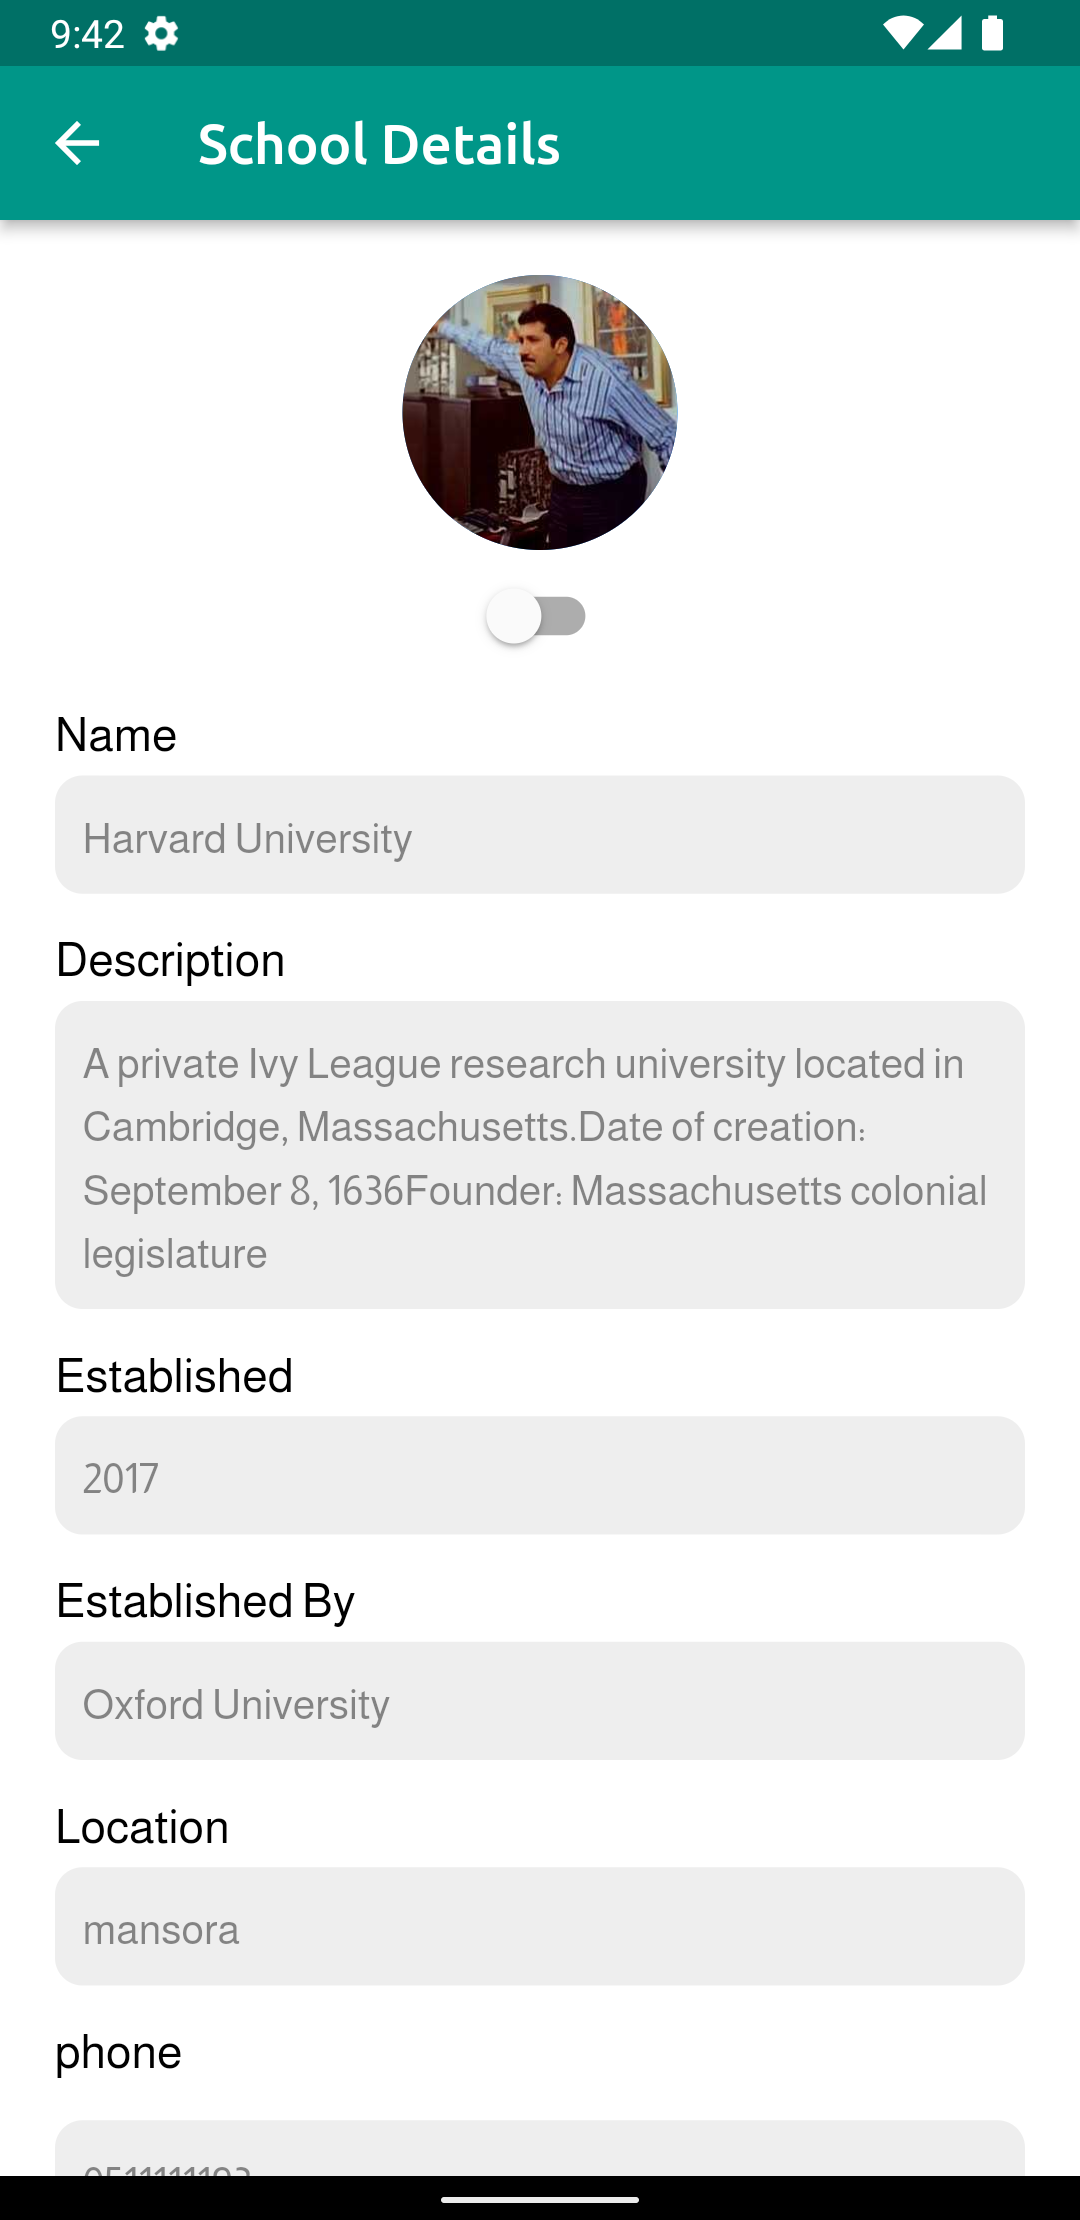 9:42
School Details
Name
Harvard University
Description
A private Ivy League research university located in
Cambridge, Massachusetts.Date of creation:
September 8, 1636Founder: Massachusetts colonial
legislature
Established
2017
Established By
Oxford University
Location
mansora
phone